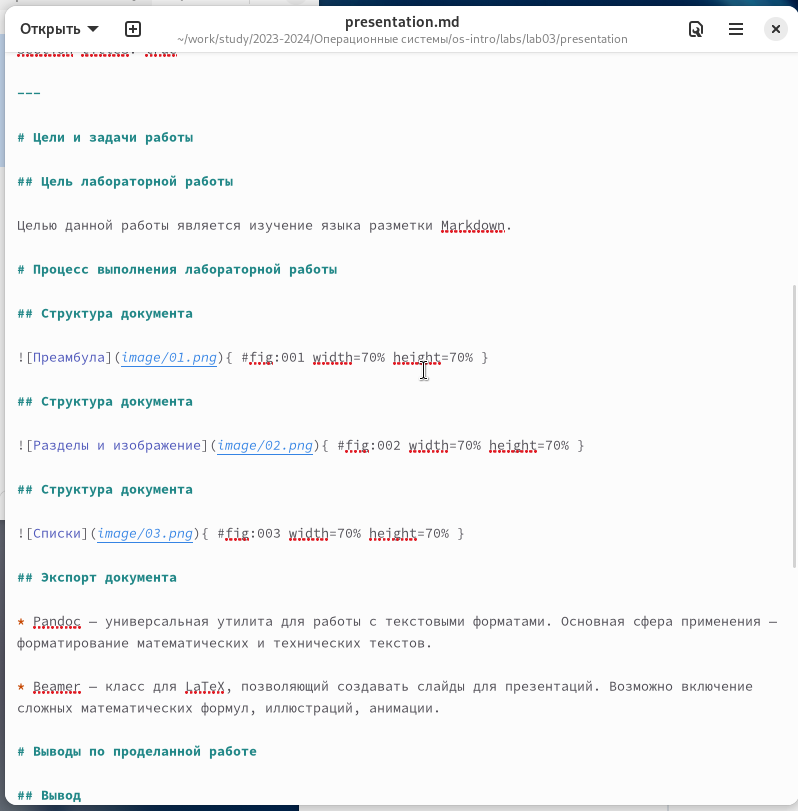 Открыть
presentation.md
~/work/study/2023-2024/Операционные системы/os-intro/labs/lab03/presentation
---
# Цели и задачи работы
## Цель лабораторной работы
Целью данной работы является изучение языка разметки Markdown.
# Процесс выполнения лабораторной работы
## Структура документа
![Преамбула](image/01.png){ #fig:001 width=70% height=70% }
## Структура документа
![Разделы и изображение](image/02.png){ #fig:002 width=70% height=70% }
## Структура документа
![Списки](image/03.png){ #fig:003 width=70% height=70% }
## Экспорт документа
* Pandoc — универсальная утилита для работы с текстовыми форматами. Основная сфера применения —
форматирование математических и технических текстов.
* Beamer — класс для LaTeX, позволяющий создавать слайды для презентаций. Возможно включение
сложных математических формул, иллюстраций, анимации.
# Выводы по проделанной работе
## Вывод